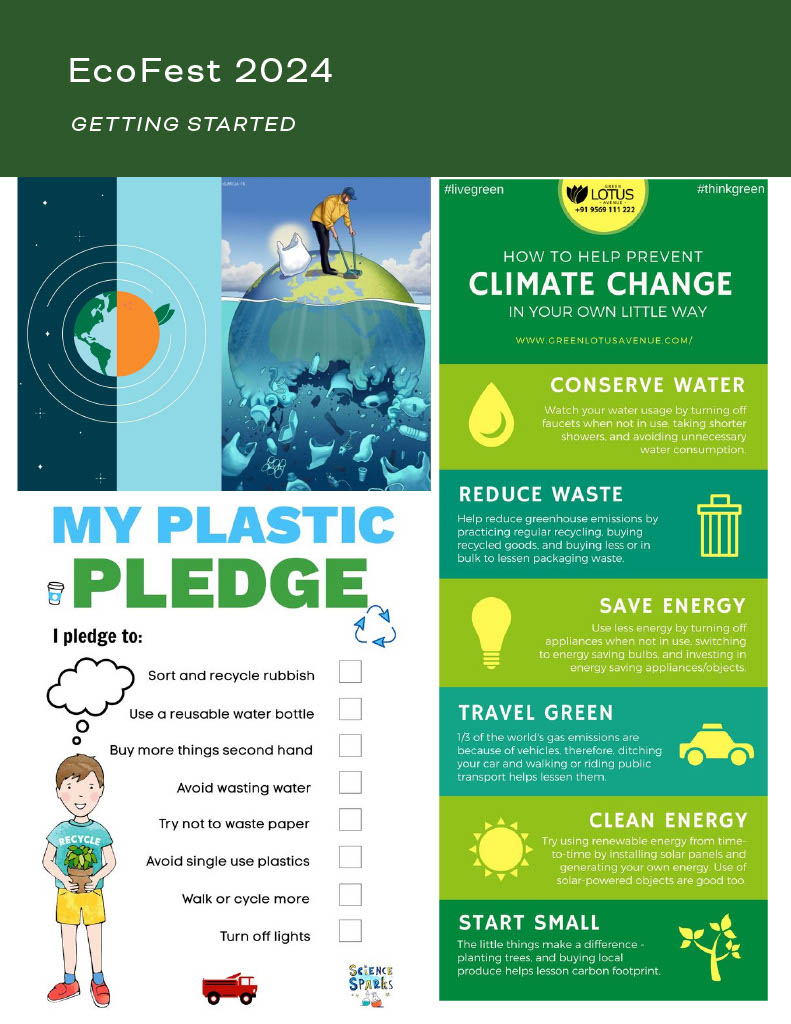 EcoFest 2024
GETTING STARTED
MY PLASTIC
PLEDGE
I pledge to:
Sort and recycle rubbish
Use a reusable water bottle
Buy more things second hand
Avoid wasting water
Try not to waste paper
Avoid single use plastics
Walk or cycle more
Turn off lights
RECYCLE
SCiENCE
SPARKS
#livegreen
#thinkgreen
GREEN
LOTUS
- AVENUE -
+91 9569 111 222
HOW TO HELP PREVENT
CLIMATE CHANGE
IN YOUR OWN LITTLE WAY
WWW.GREENLOTUSAVENUE.COM/
CONSERVE WATER
Watch your water usage by turning off
faucets when not in use, taking shorter
showers, and avoiding unnecessary
water consumption.
REDUCE WASTE
Help reduce greenhouse emissions by
practicing regular recycling, buying
recycled goods, and buying less or in
bulk to lessen packaging waste.
SAVE ENERGY
Use less energy by turning off
appliances when not in use, switching
to energy saving bulbs, and investing in
energy saving appliances/objects.
TRAVEL GREEN
1/3 of the world's gas emissions are
because of vehicles, therefore, ditching
your car and walking or riding public
transport helps lessen them.
CLEAN ENERGY
Try using renewable energy from time-
to-time by installing solar panels and
generating your own energy. Use of
solar-powered objects are good too.
START SMALL
The little things make a difference -
planting trees, and buying local
produce helps lesson carbon footprint.